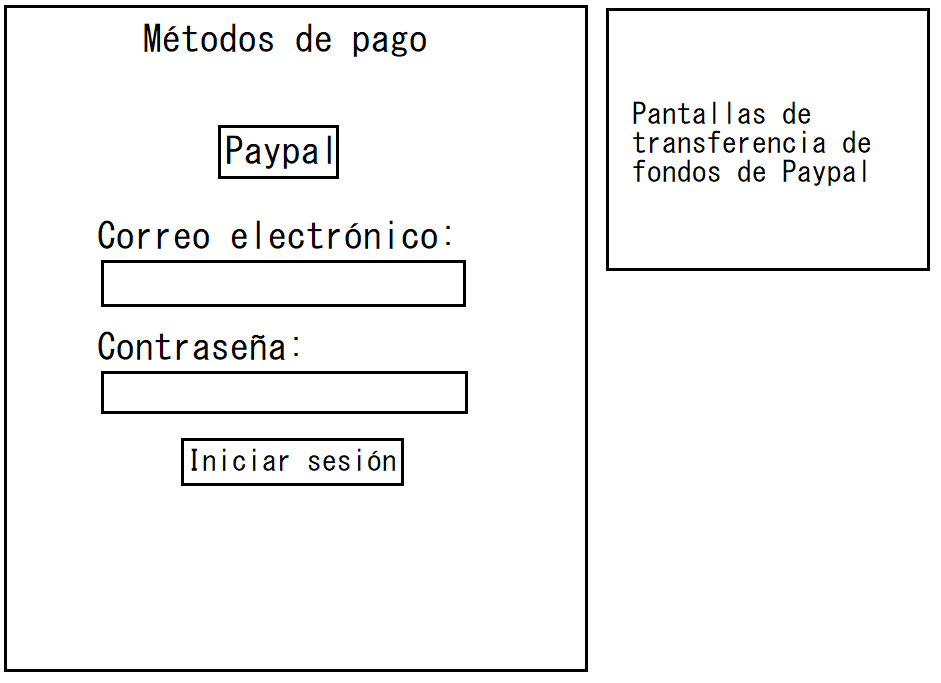 Métodos de pago
Paypal
Correo electrónico:
Contraseña:
Iniciar sesión
Pantallas de
transferencia de
fondos de Paypal